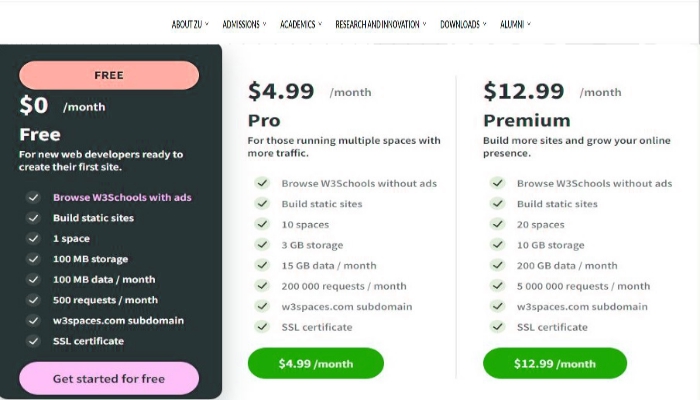 ABOUT ZU
ADMISSIONS
ACADEMICS
RESEARCH AND INNOVATION
DOWNLOADS
ALUMNI
FREE
$0 /month
Free
For new web developers ready to
create their first site.
Browse W3Schools with ads
Build static sites
1 space
100 MB storage
100 MB data / month
500 requests / month
w3spaces.com subdomain
SSL certificate
Get started for free
$4.99 /month
Pro
For those running multiple spaces with
more traffic.
Browse W3Schools without ads
Build static sites
10 spaces
3 GB storage
15 GB data / month
200 000 requests / month
w3spaces.com subdomain
SSL certificate
$4.99 /month
$12.99 /month
Premium
Build more sites and grow your online
presence.
Browse W3Schools without ads
Build static sites
20 spaces
10 GB storage
200 GB data / month
5 000 000 requests / month
w3spaces.com subdomain
SSL certificate
$12.99 /month